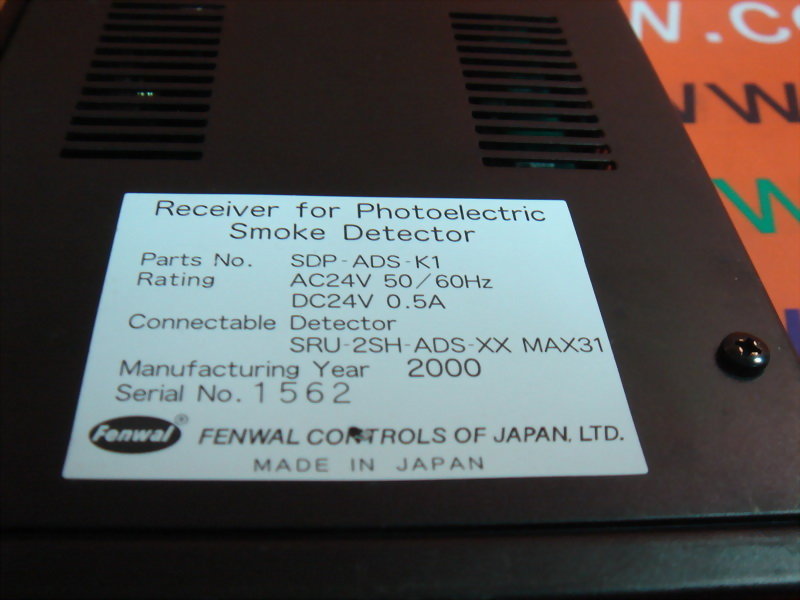 W.CO
WW
W
Receiver for Photoelectric
Smoke Detector
Parts No. SDP-ADS-K1
Rating AC24V 50/60Hz
DC24V 0.5A
Connectable Detector
SRU-2SH-ADS-XX MAX31
Manufacturing Year 2000
Serial No. 1562
Fenwal® FENWAL CONTROLS OF JAPAN, LTD.
MADE IN JAPAN